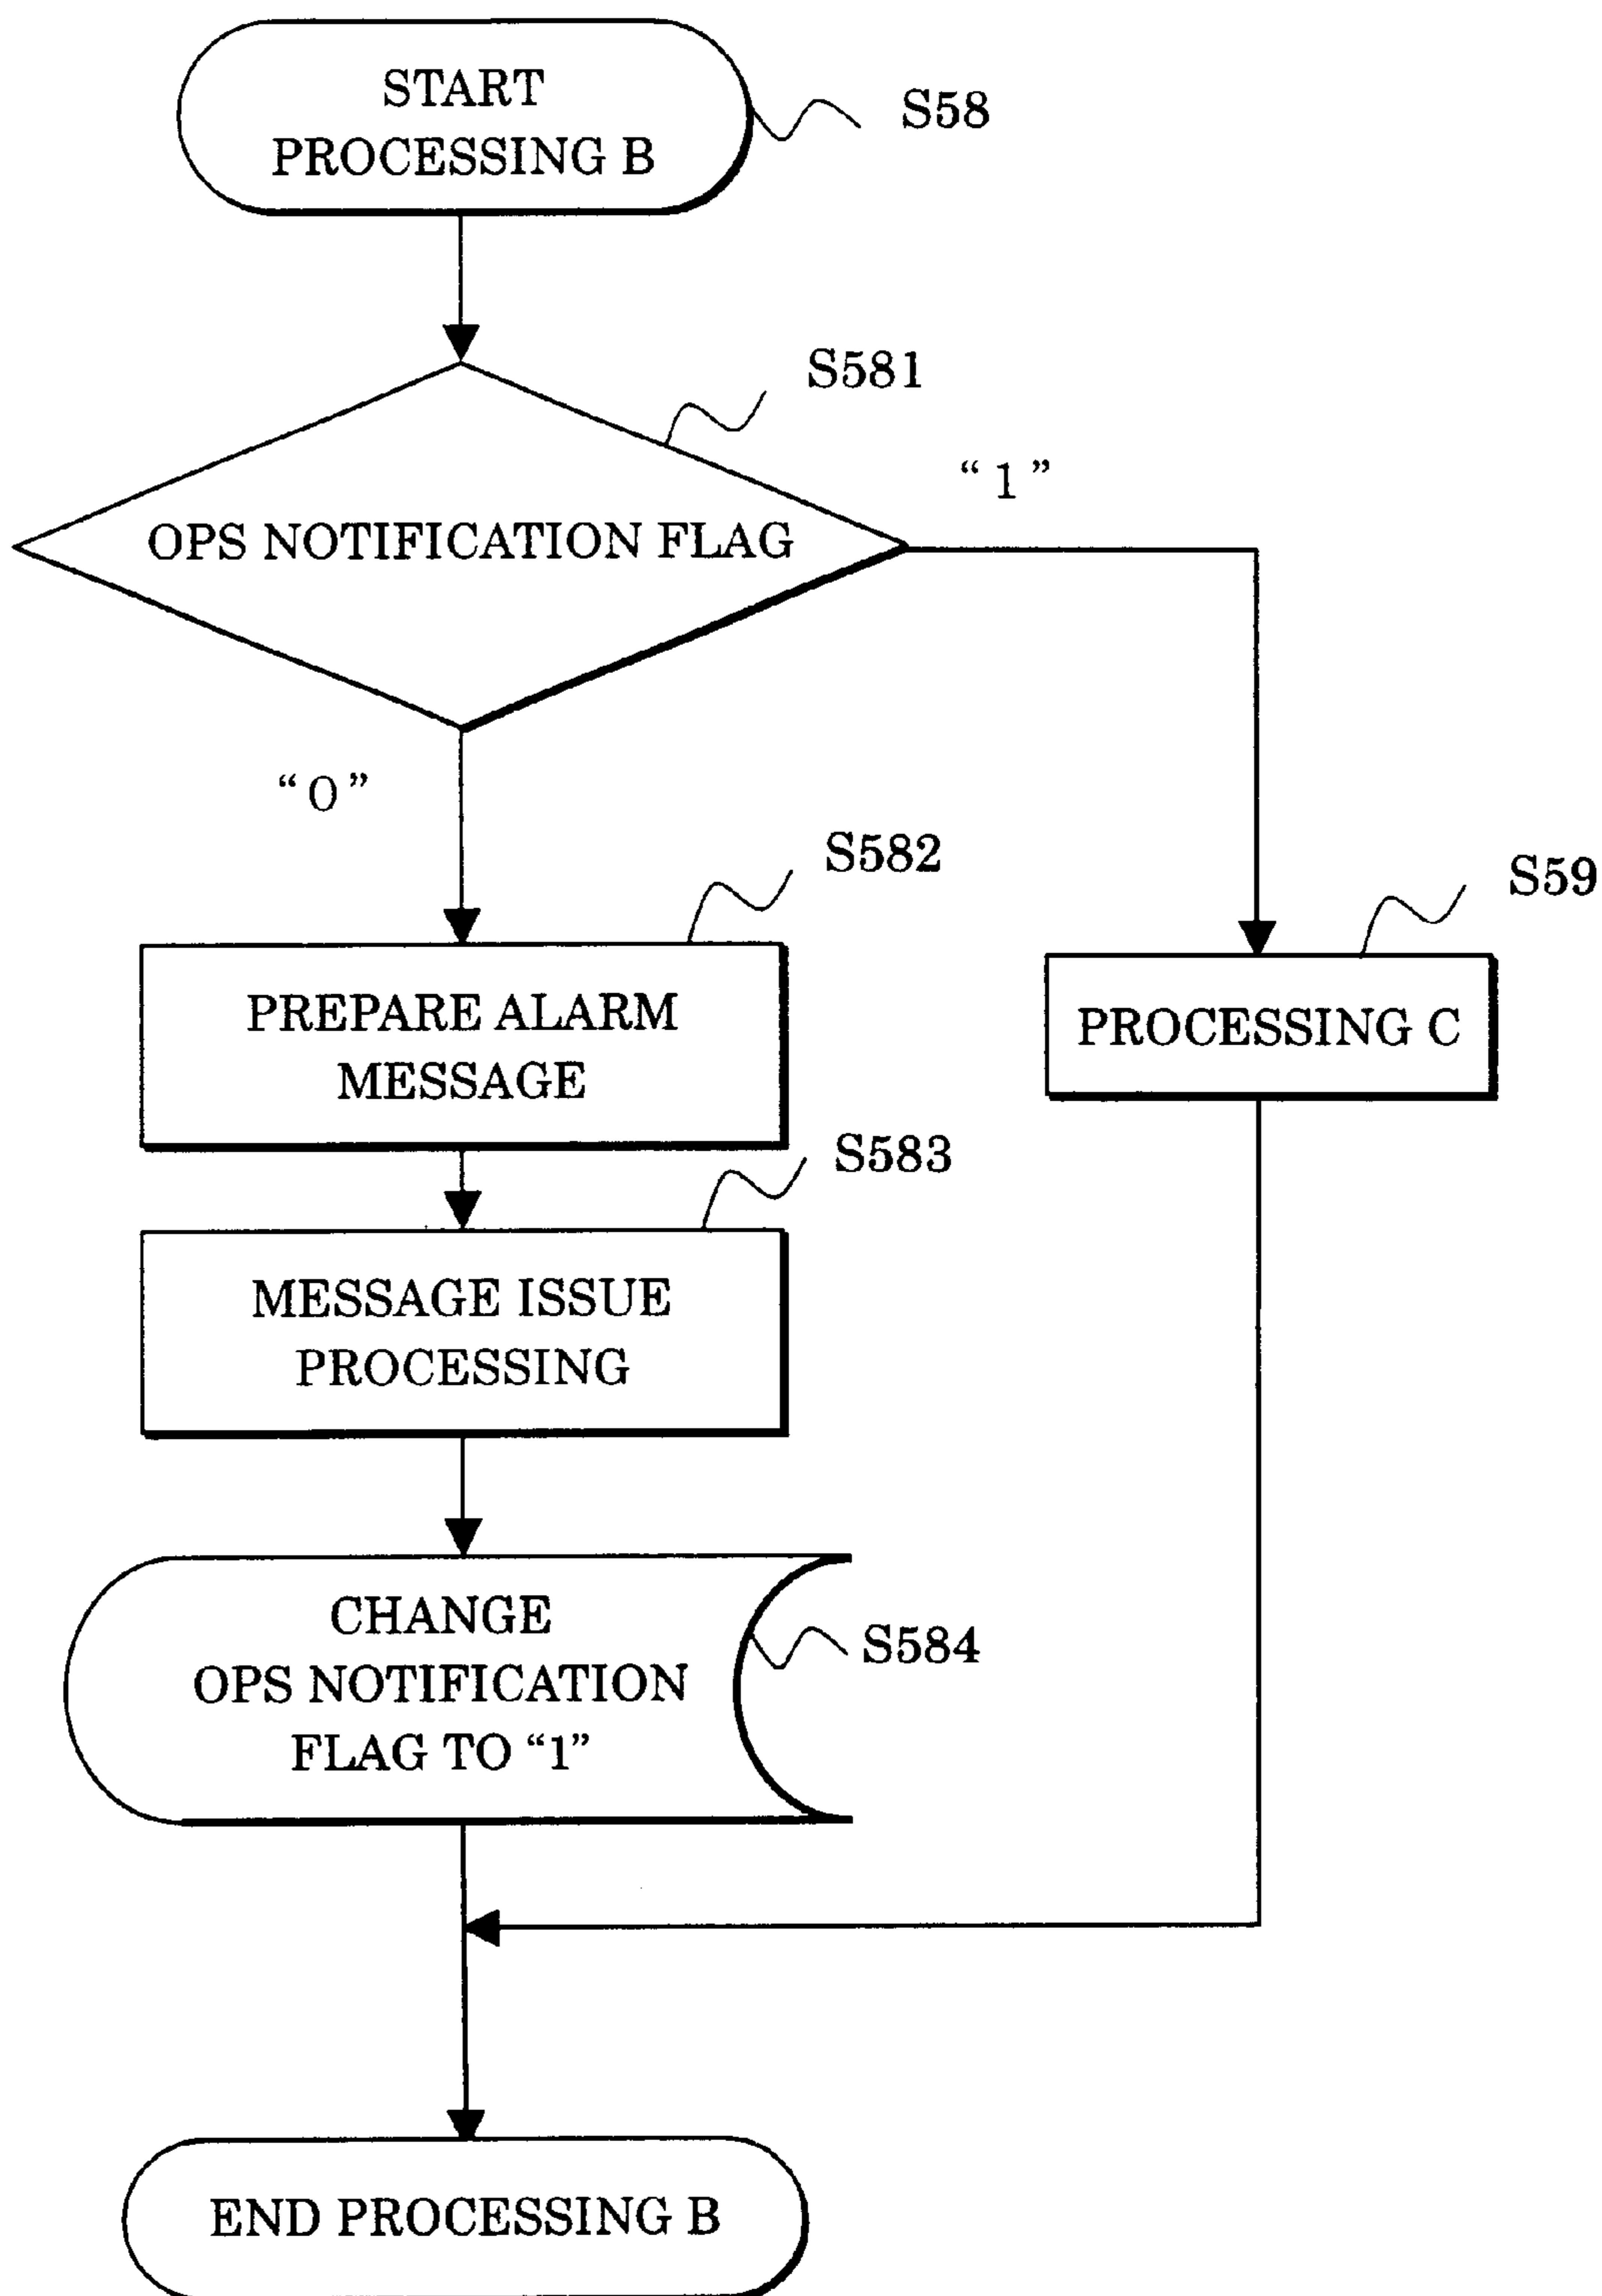 START
PROCESSING B
S58
S581
“1”
OPS NOTIFICATION FLAG
“0”
S582
S59
PREPARE ALARM
MESSAGE
PROCESSING C
S583
MESSAGE ISSUE
PROCESSING
CHANGE
OPS NOTIFICATION
FLAG TO “1”
S584
END PROCESSING B